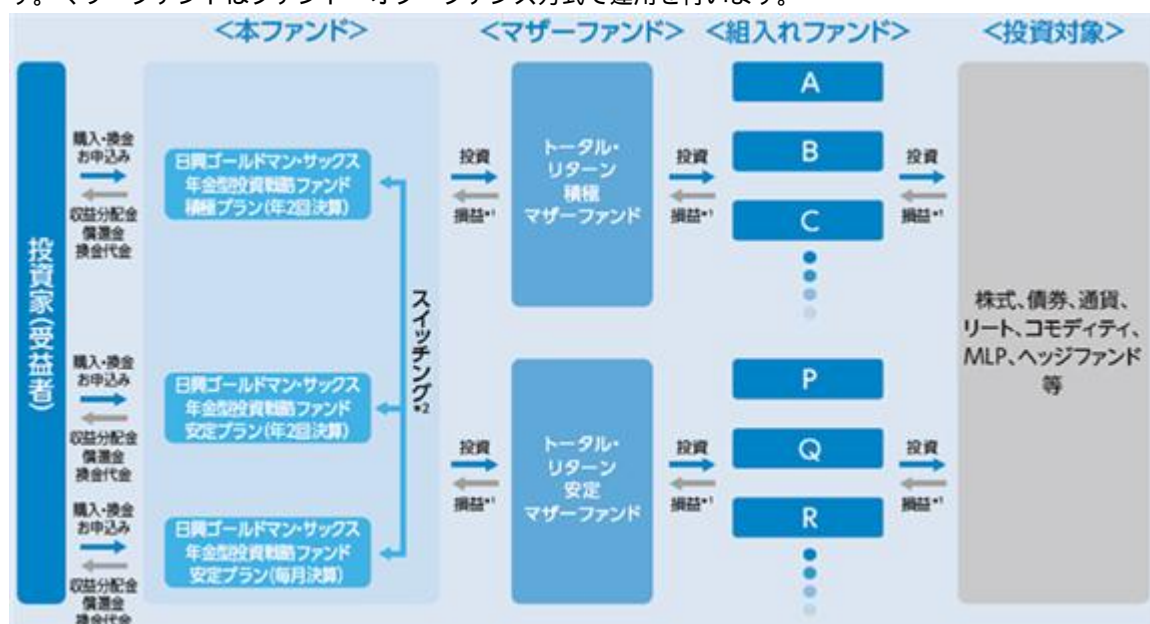 す。マザーファンドはファンド・オブ・ファンズ方式で運用を行います。
＜本ファンド＞
＜マザーファンド＞
＜組入れファンド＞
＜投資対象＞
投資家（受益者）
購入・換金
お申込み
収益分配金
償還金
換金代金
日興ゴールドマン・サックス
年金型投資戦略ファンド
積極プラン（年2回決算）
購入・換金
お申込み
収益分配金
償還金
換金代金
日興ゴールドマン・サックス
年金型投資戦略ファンド
安定プラン（年2回決算）
購入・換金
お申込み
収益分配金
償還金
換金代金
日興ゴールドマン・サックス
年金型投資戦略ファンド
安定プラン（毎月決算）
スイッチング*2
投資
損益*1
トータル・
リターン
積極
マザーファンド
投資
損益*1
A
B
C
投資
損益*1
投資
損益*1
トータル・
リターン
安定
マザーファンド
投資
損益*1
P
Q
R
投資
損益*1
株式、債券、通貨、
リート、コモディティ、
MLP、ヘッジファンド
等